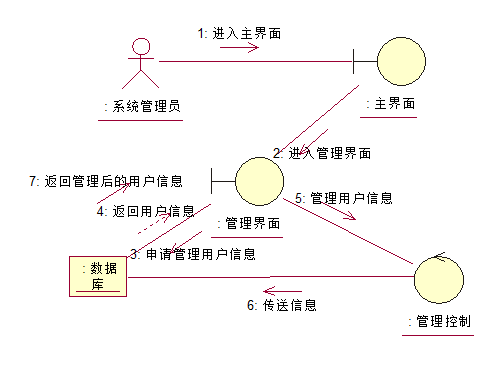 1: 进入主界面
: 系统管理员
: 主界面
2: 进入管理界面
7: 返回管理后的用户信息
5: 管理用户信息
4: 返回用户信息
: 管理界面
3: 申请管理用户信息
: 数据
库
6: 传送信息
: 管理控制